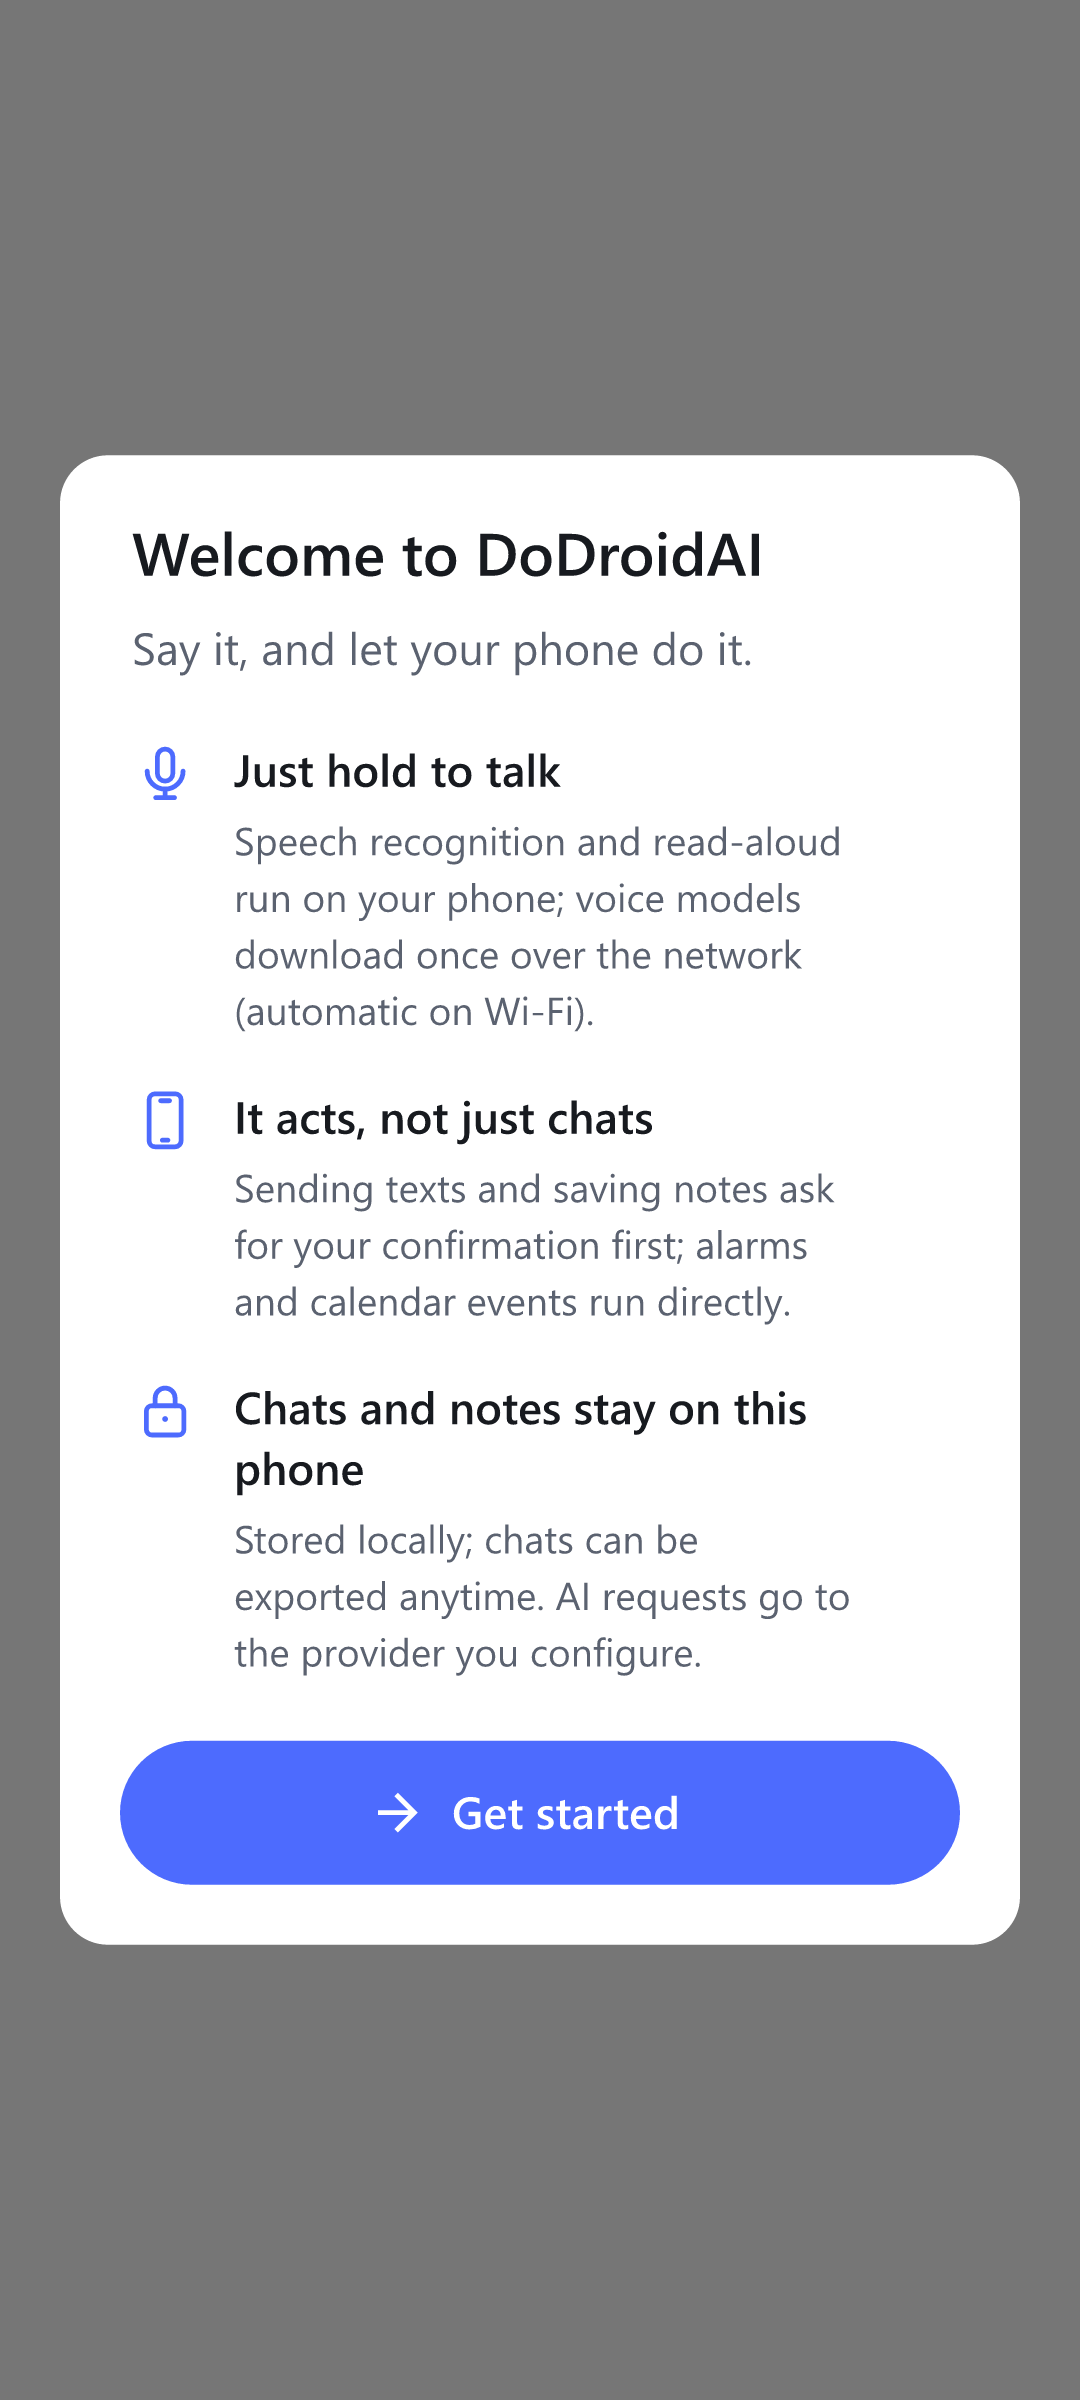 Welcome to DoDroidAI
Say it, and let your phone do it.
Just hold to talk
Speech recognition and read-aloud
run on your phone; voice models
download once over the network
(automatic on Wi-Fi).
It acts, not just chats
Sending texts and saving notes ask
for your confirmation first; alarms
and calendar events run directly.
Chats and notes stay on this
phone
Stored locally; chats can be
exported anytime. AI requests go to
the provider you configure.
Get started